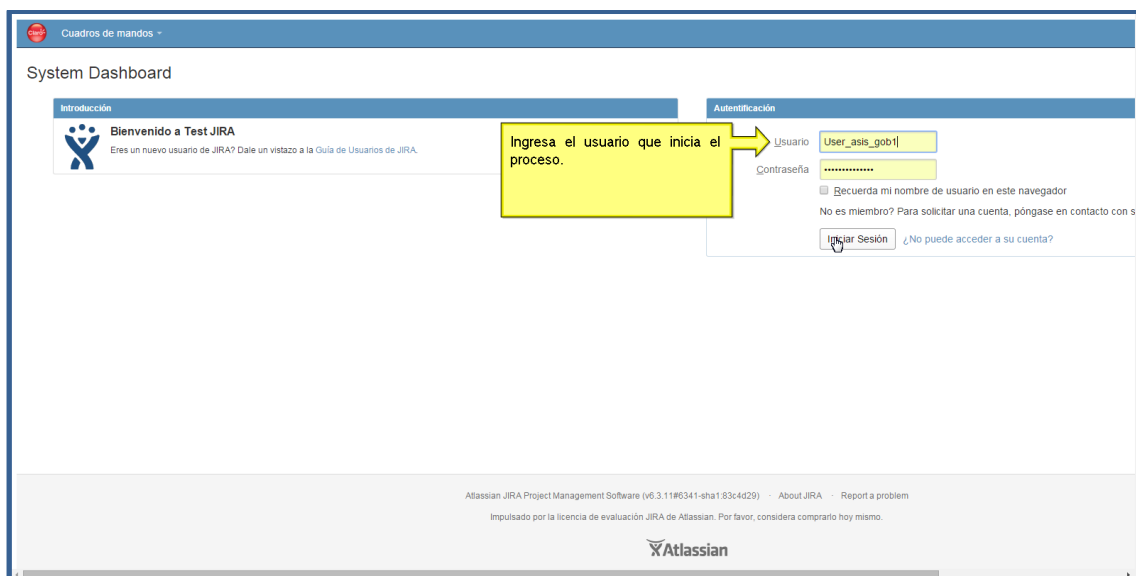 Claro
Cuadros de mandos
System Dashboard
Introducción
Bienvenido a Test JIRA
Eres un nuevo usuario de JIRA? Dale un vistazo a la Guía de Usuarios de JIRA.
Ingresa el usuario que inicia el
proceso.
Autentificación
Usuario User_asis_gob1
Contraseña ••••••••••••••
Recuerda mi nombre de usuario en este navegador
No es miembro? Para solicitar una cuenta, póngase en contacto con s
Iniciar Sesión ¿No puede acceder a su cuenta?
Atlassian JIRA Project Management Software (v6.3.11#6341-sha1:83c4d29) · About JIRA · Report a problem
Impulsado por la licencia de evaluación JIRA de Atlassian. Por favor, considera comprarlo hoy mismo.
Atlassian